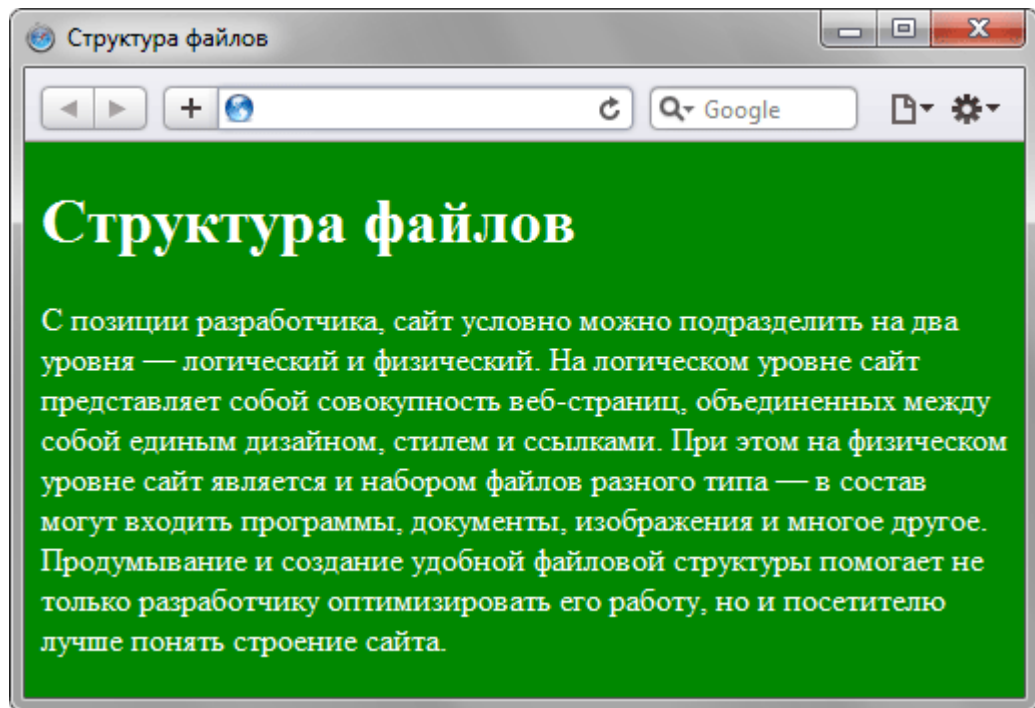 Структура файлов
Google
Структура файлов
С позиции разработчика, сайт условно можно подразделить на два
уровня — логический и физический. На логическом уровне сайт
представляет собой совокупность веб-страниц, объединенных между
собой единым дизайном, стилем и ссылками. При этом на физическом
уровне сайт является и набором файлов разного типа — в состав
могут входить программы, документы, изображения и многое другое.
Продумывание и создание удобной файловой структуры помогает не
только разработчику оптимизировать его работу, но и посетителю
лучше понять строение сайта.